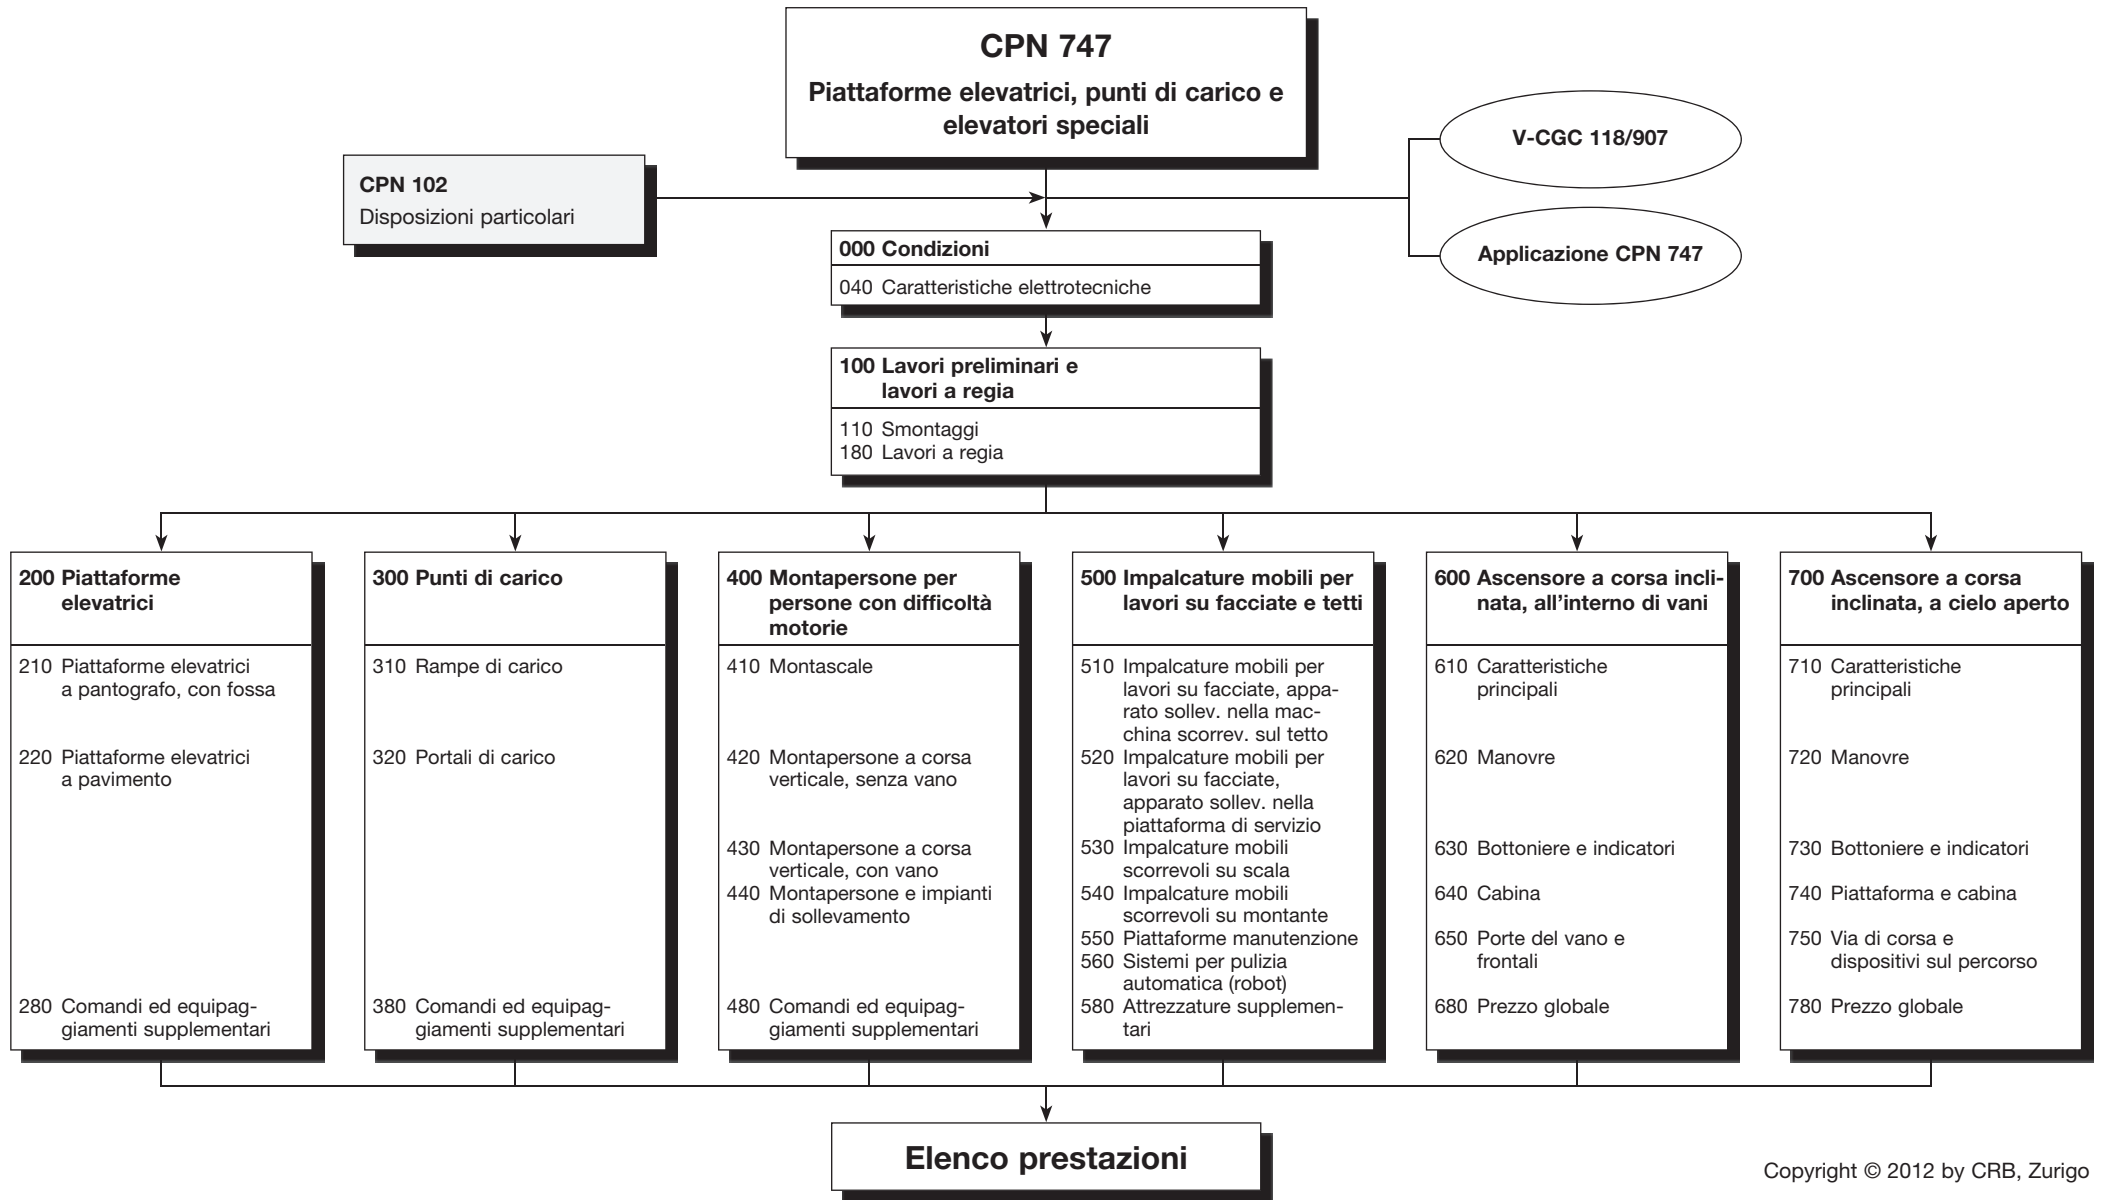 CPN 747
Piattaforme elevatrici, punti di carico e
elevatori speciali
V-CGC 118/907
CPN 102
Disposizioni particolari
Applicazione CPN 747
000 Condizioni
040 Caratteristiche elettrotecniche
100 Lavori preliminari e
lavori a regia
110 Smontaggi
180 Lavori a regia
200 Piattaforme
elevatrici
210 Piattaforme elevatrici
a pantografo, con fossa
220 Piattaforme elevatrici
a pavimento
280 Comandi ed equipag-
giamenti supplementari
300 Punti di carico
310 Rampe di carico
320 Portali di carico
380 Comandi ed equipag-
giamenti supplementari
400 Montapersone per
persone con difficoltà
motorie
410 Montascale
420 Montapersone a corsa
verticale, senza vano
430 Montapersone a corsa
verticale, con vano
440 Montapersone e impianti
di sollevamento
480 Comandi ed equipag-
giamenti supplementari
500 Impalcature mobili per
lavori su facciate e tetti
510 Impalcature mobili per
lavori su facciate, appa-
rato sollev. nella mac-
china scorrev. sul tetto
520 Impalcature mobili per
lavori su facciate,
apparato sollev. nella
piattaforma di servizio
530 Impalcature mobili
scorrevoli su scala
540 Impalcature mobili
scorrevoli su montante
550 Piattaforme manutenzione
560 Sistemi per pulizia
automatica (robot)
580 Attrezzature supplemen-
tari
600 Ascensore a corsa incli-
nata, all'interno di vani
610 Caratteristiche
principali
620 Manovre
630 Bottoniere e indicatori
640 Cabina
650 Porte del vano e
frontali
680 Prezzo globale
700 Ascensore a corsa
inclinata, a cielo aperto
710 Caratteristiche
principali
720 Manovre
730 Bottoniere e indicatori
740 Piattaforma e cabina
750 Via di corsa e
dispositivi sul percorso
780 Prezzo globale
Elenco prestazioni
Copyright © 2012 by CRB, Zurigo